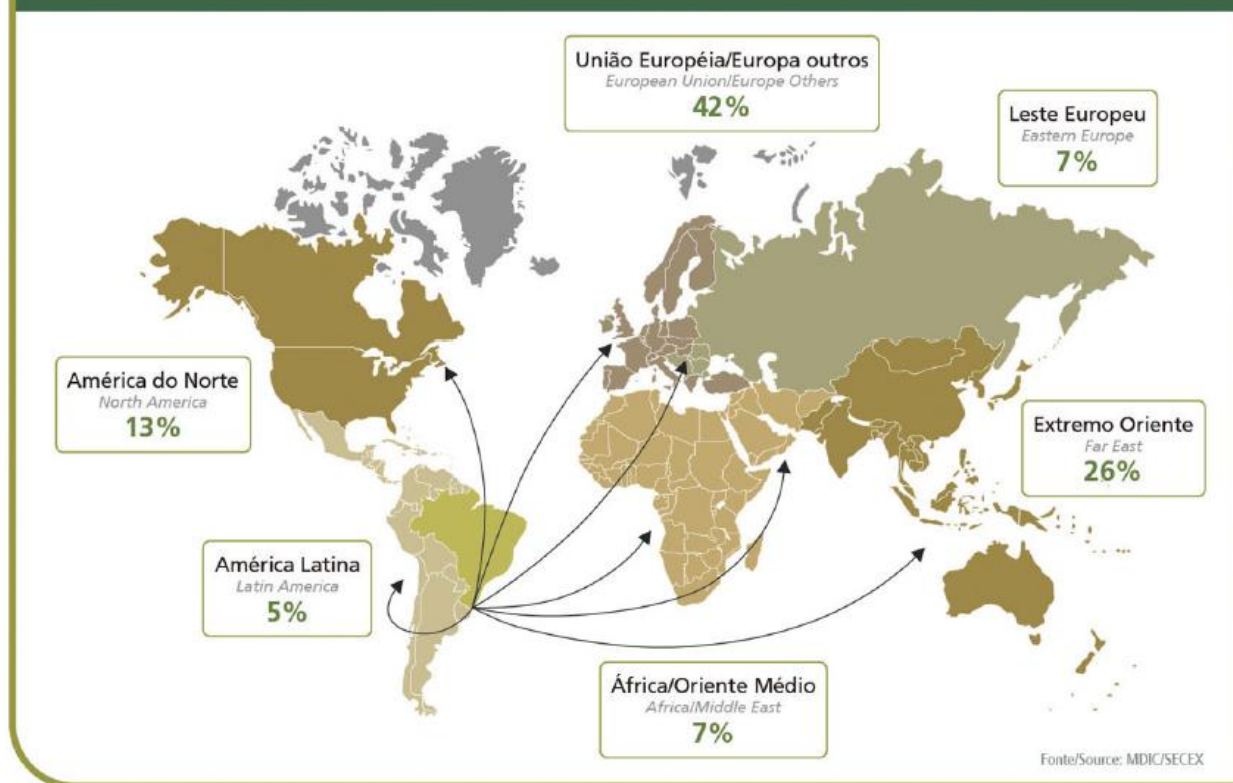 União Européia/Europa outros
European Union/Europe Others
42%
Leste Europeu
Eastern Europe
7%
América do Norte
North America
13%
Extremo Oriente
Far East
26%
América Latina
Latin America
5%
África/Oriente Médio
Africa/Middle East
7%
Fonte/Source: MDIC/SECEX